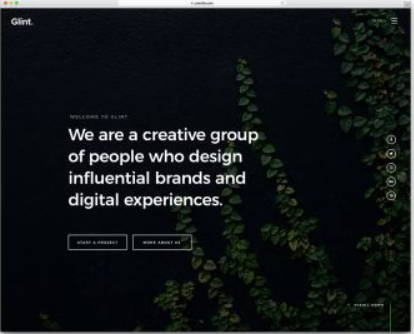 Glint.
MENU
WELCOME TO GLINT
We are a creative group
of people who design
influential brands and
digital experiences.
START A PROJECT
MORE ABOUT US
SCROLL DOWN